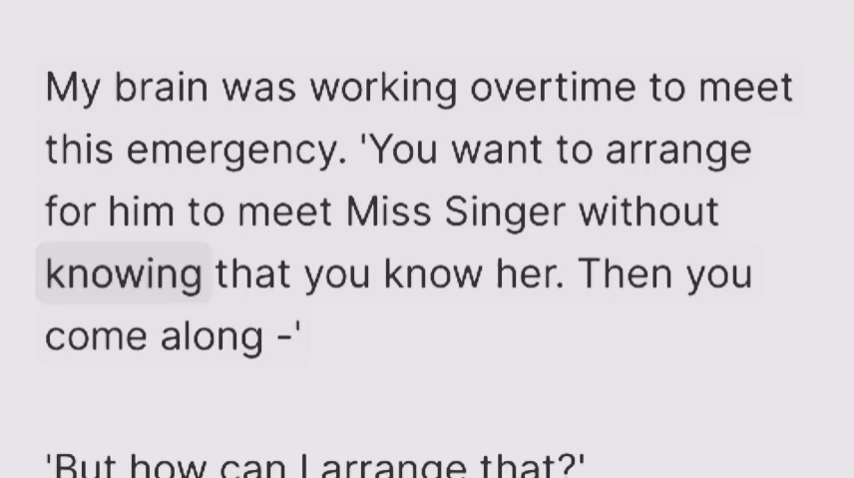 My brain was working overtime to meet
this emergency. 'You want to arrange
for him to meet Miss Singer without
knowing that you know her. Then you
come along -'
'But how can I arrange that?'